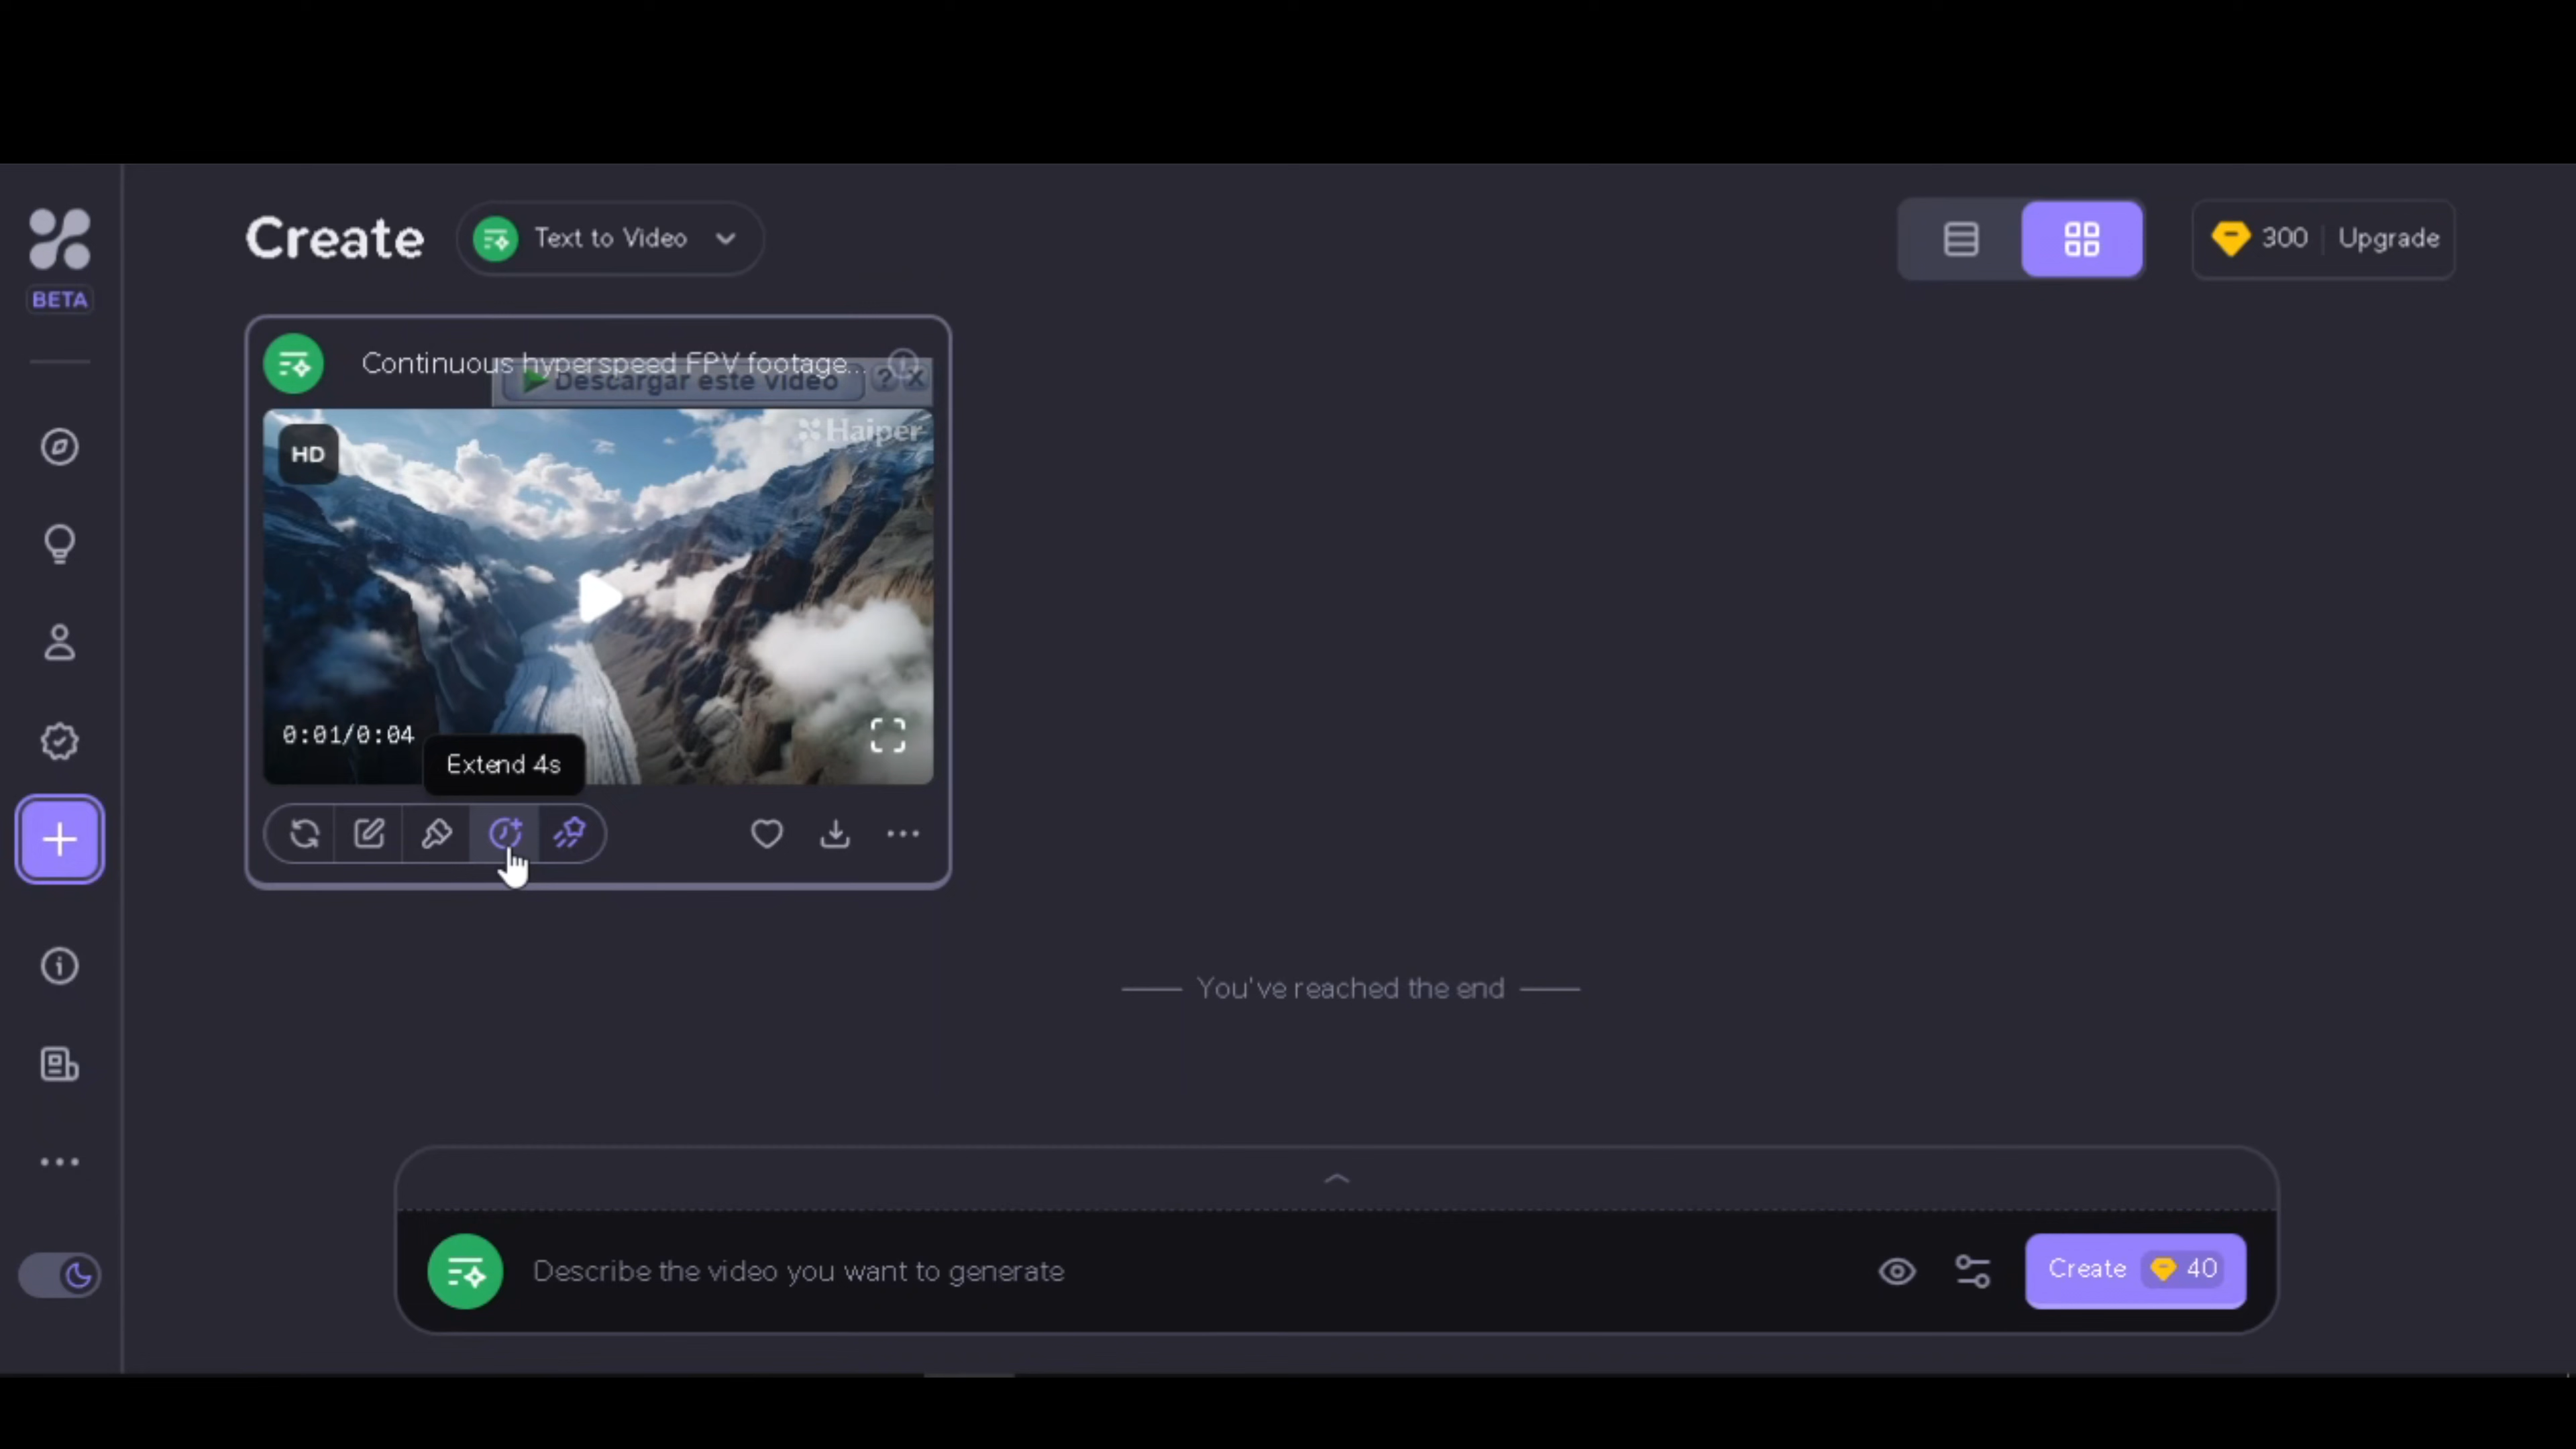 Create
Text to Video
300
Upgrade
BETA
Continuous hyperspeed FPV footage...
Descargar este video
?
X
HD
Haiper
0:01/0:04
Extend 4s
You've reached the end
Describe the video you want to generate
Create
40